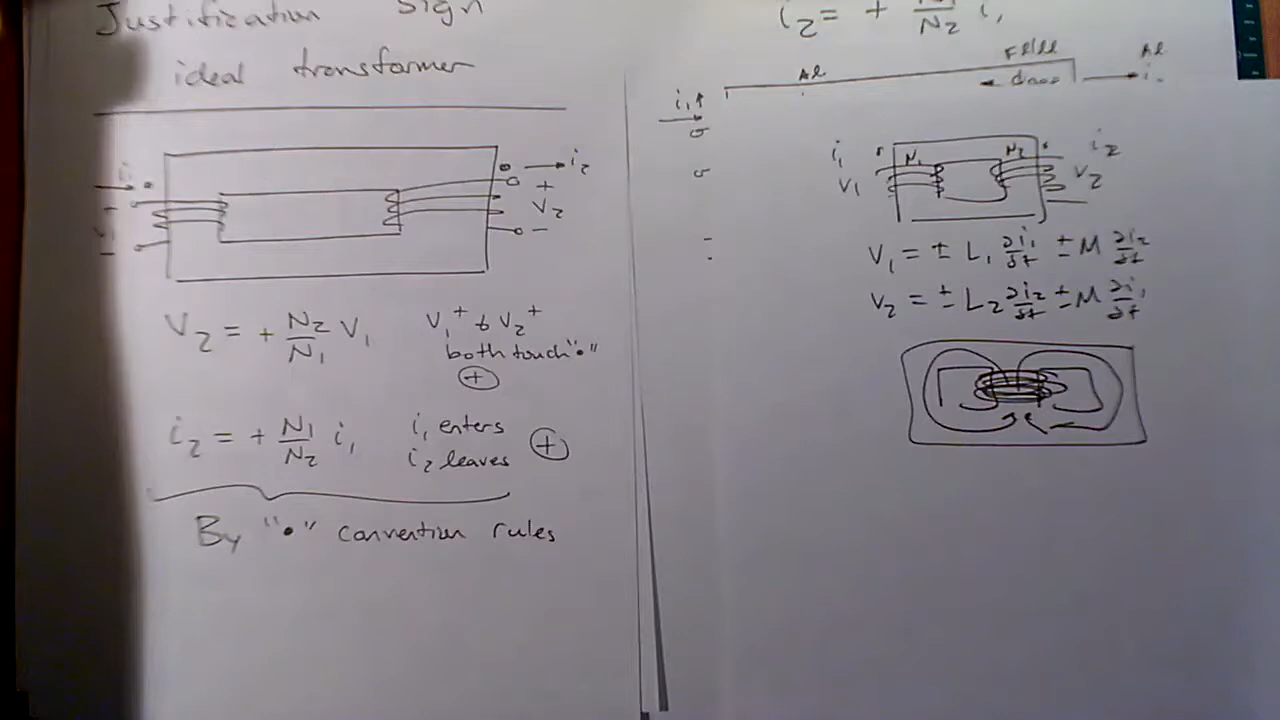 Justification sign
ideal transformer
i
+
V1
-
i2
+
V2
-
V2 = + N2/N1 V1
V1+ & V2+
both touch "•"
+
i2 = + N1/N2 i1
i1 enters
i2 leaves
+
By "•" convention rules
i2 = + N1/N2 i1
i1
i1 N1 N2 i2
V1 V2
V1 = ± L1 ∂i1/∂t ± M ∂i2/∂t
V2 = ± L2 ∂i2/∂t ± M ∂i1/∂t